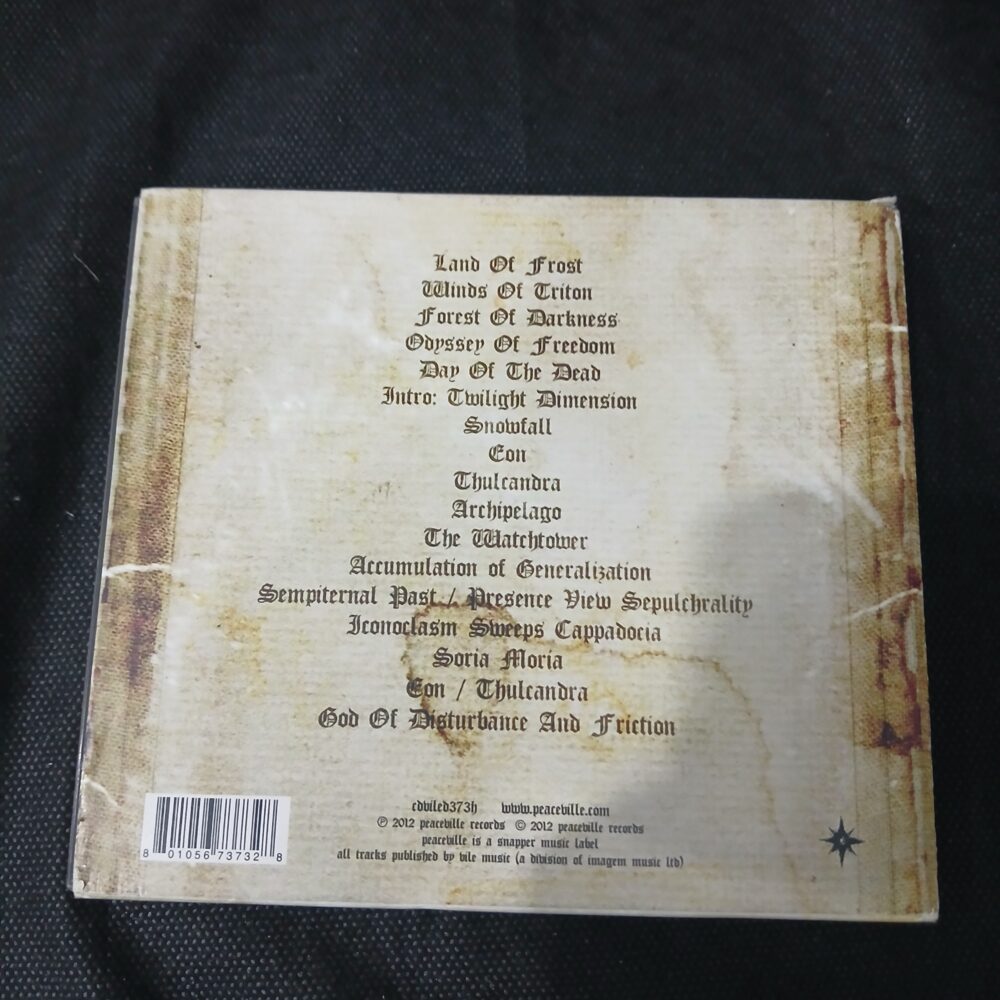 Land Of Frost
Winds Of Triton
Forest Of Darkness
Odyssey Of Freedom
Day Of The Dead
Intro: Twilight Dimension
Snowfall
Eon
Thulcandra
Archipelago
The Watchtower
Accumulation of Generalization
Sempiternal Past / Presence View Sepulchrality
Iconoclasm Sweeps Cappadocia
Soria Moria
Eon / Thulcandra
God Of Disturbance And Friction
cdviled373h www.peaceville.com
℗ 2012 peaceville records © 2012 peaceville records
peaceville is a snapper music label
all tracks published by vile music (a division of imagem music ltd)
8 01056 73732 8